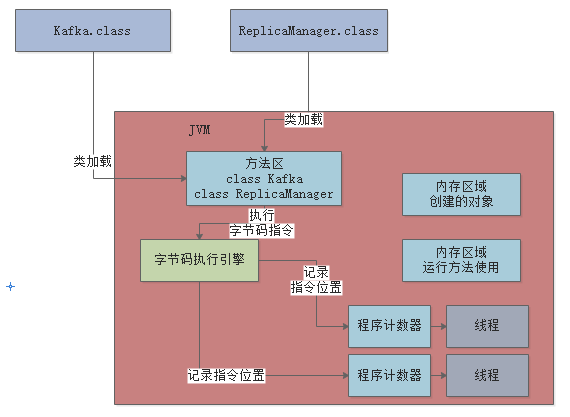 Kafka.class
ReplicaManager.class
JVM
类加载
类加载
方法区
class Kafka
class ReplicaManager
内存区域
创建的对象
执行
字节码指令
字节码执行引擎
内存区域
运行方法使用
记录
指令位置
程序计数器
线程
记录指令位置
程序计数器
线程